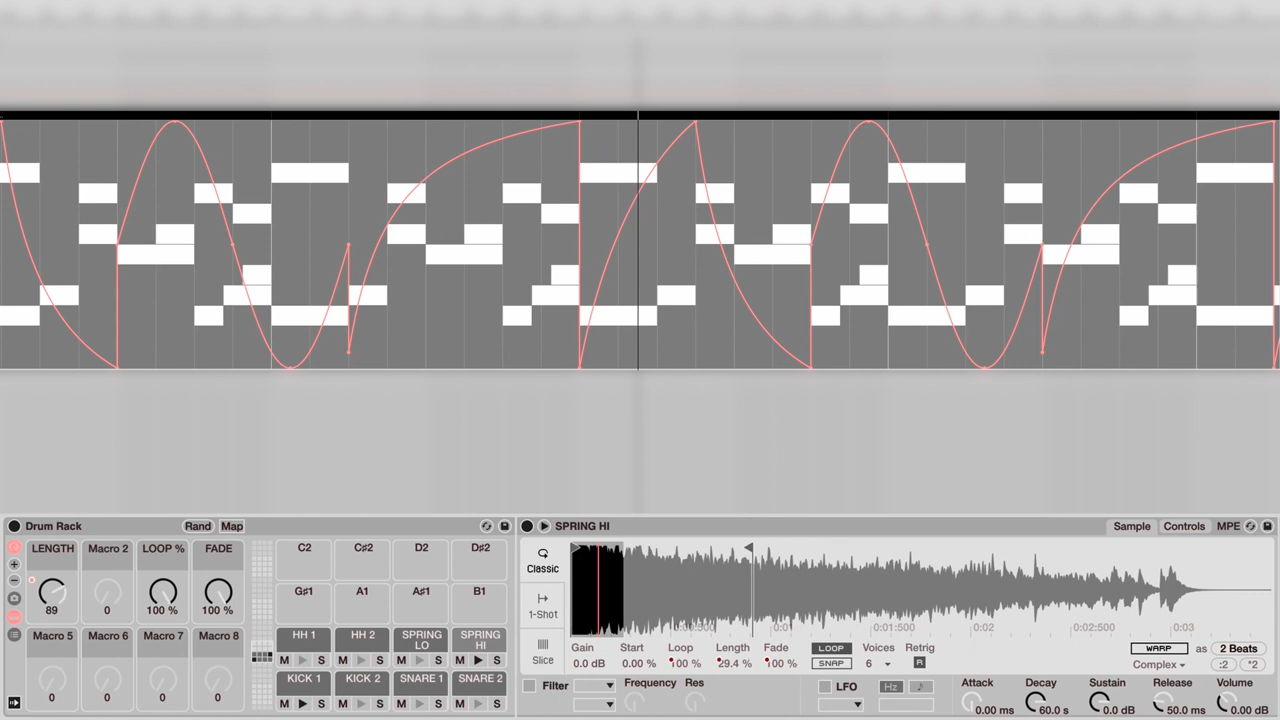 Drum Rack Rand Map
LENGTH Macro 2 LOOP % FADE
89 0 100 % 100 %
Macro 5 Macro 6 Macro 7 Macro 8
0 0 0 0
C2 C♯2 D2 D♯2
G♯1 A1 A♯1 B1
HH 1 HH 2 SPRING LO SPRING HI
M S M S M S M S
KICK 1 KICK 2 SNARE 1 SNARE 2
M S M S M S M S
SPRING HI Sample Controls MPE
Classic
1-Shot
Slice
0:01 0:01:500 0:02 0:02:500 0:03
Gain Start Loop Length Fade LOOP Voices Retrig WARP as 2 Beats
0.0 dB 0.00 % 100 % 29.4 % 100 % SNAP 6 R Complex :2 *2
Filter Frequency Res LFO Hz Attack Decay Sustain Release Volume
0.00 ms 60.0 s 0.0 dB 50.0 ms 0.00 dB